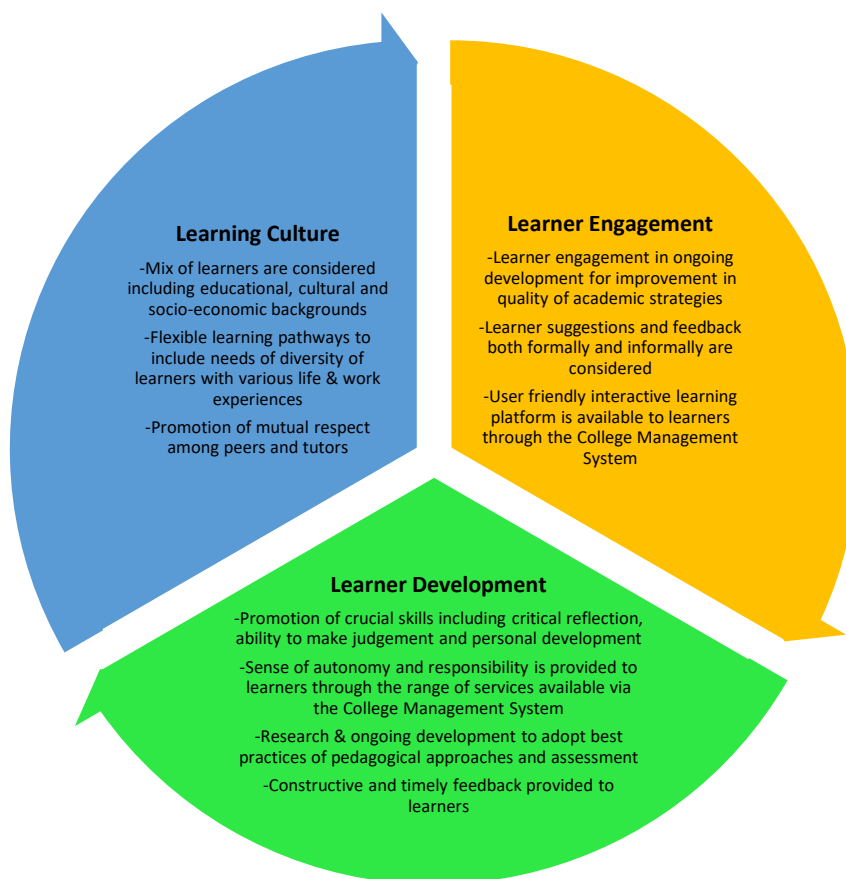 Learning Culture
-Mix of learners are considered
including educational, cultural and
socio-economic backgrounds
-Flexible learning pathways to
include needs of diversity of
learners with various life & work
experiences
-Promotion of mutual respect
among peers and tutors
Learner Engagement
-Learner engagement in ongoing
development for improvement in
quality of academic strategies
-Learner suggestions and feedback
both formally and informally are
considered
-User friendly interactive learning
platform is available to learners
through the College Management
System
Learner Development
-Promotion of crucial skills including critical reflection,
ability to make judgement and personal development
-Sense of autonomy and responsibility is provided to
learners through the range of services available via
the College Management System
-Research & ongoing development to adopt best
practices of pedagogical approaches and assessment
-Constructive and timely feedback provided to
learners